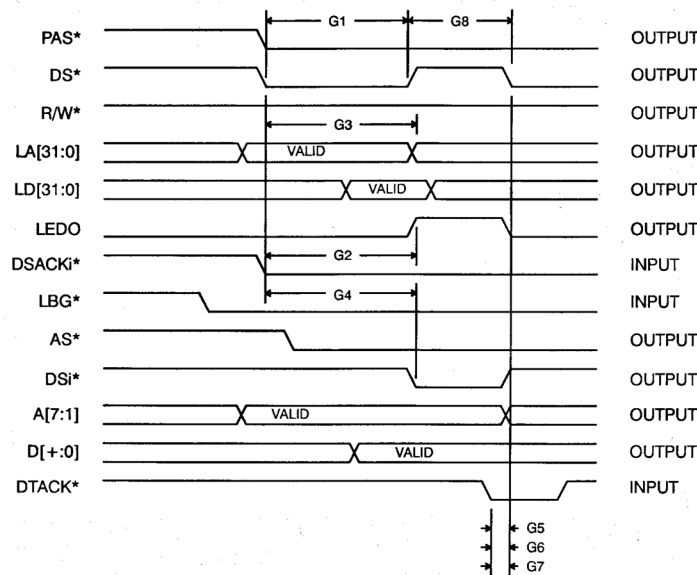 G1 G8
PAS* OUTPUT
DS* OUTPUT
R/W* OUTPUT
G3
LA[31:0] VALID OUTPUT
LD[31:0] VALID OUTPUT
LEDO OUTPUT
G2
DSACKi* INPUT
G4
LBG* INPUT
AS* OUTPUT
DSi* OUTPUT
A[7:1] VALID OUTPUT
D[+:0] VALID OUTPUT
DTACK* INPUT
G5
G6
G7